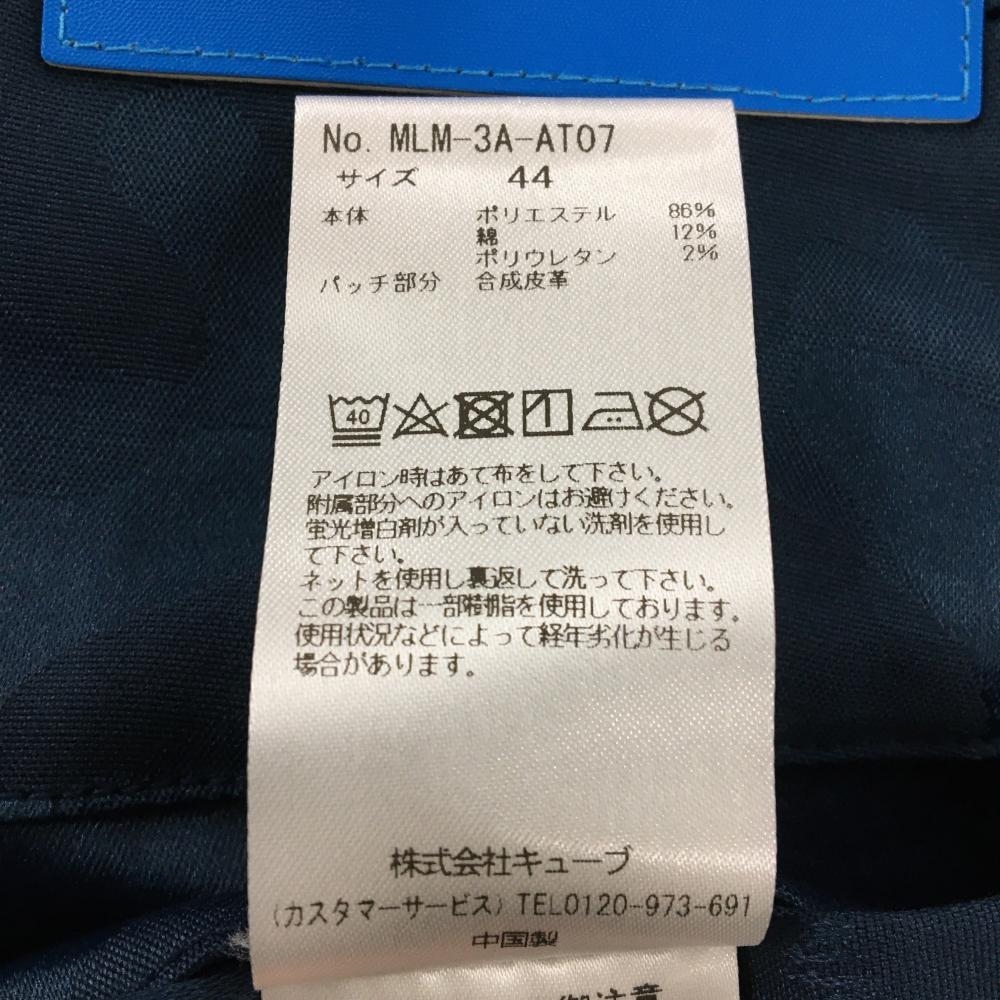 No. MLM-3A-AT07
サイズ 44
本体 ポリエステル 86%
綿 12%
ポリウレタン 2%
パッチ部分 合成皮革
40
アイロン時はあて布をして下さい。
附属部分へのアイロンはお避けください。
蛍光増白剤が入っていない洗剤を使用し
て下さい。
ネットを使用し裏返して洗って下さい。
この製品は一部樹脂を使用しております。
使用状況などによって経年劣化が生じる
場合があります。
株式会社キューブ
(カスタマーサービス) TEL0120-973-691
中国製
御注意